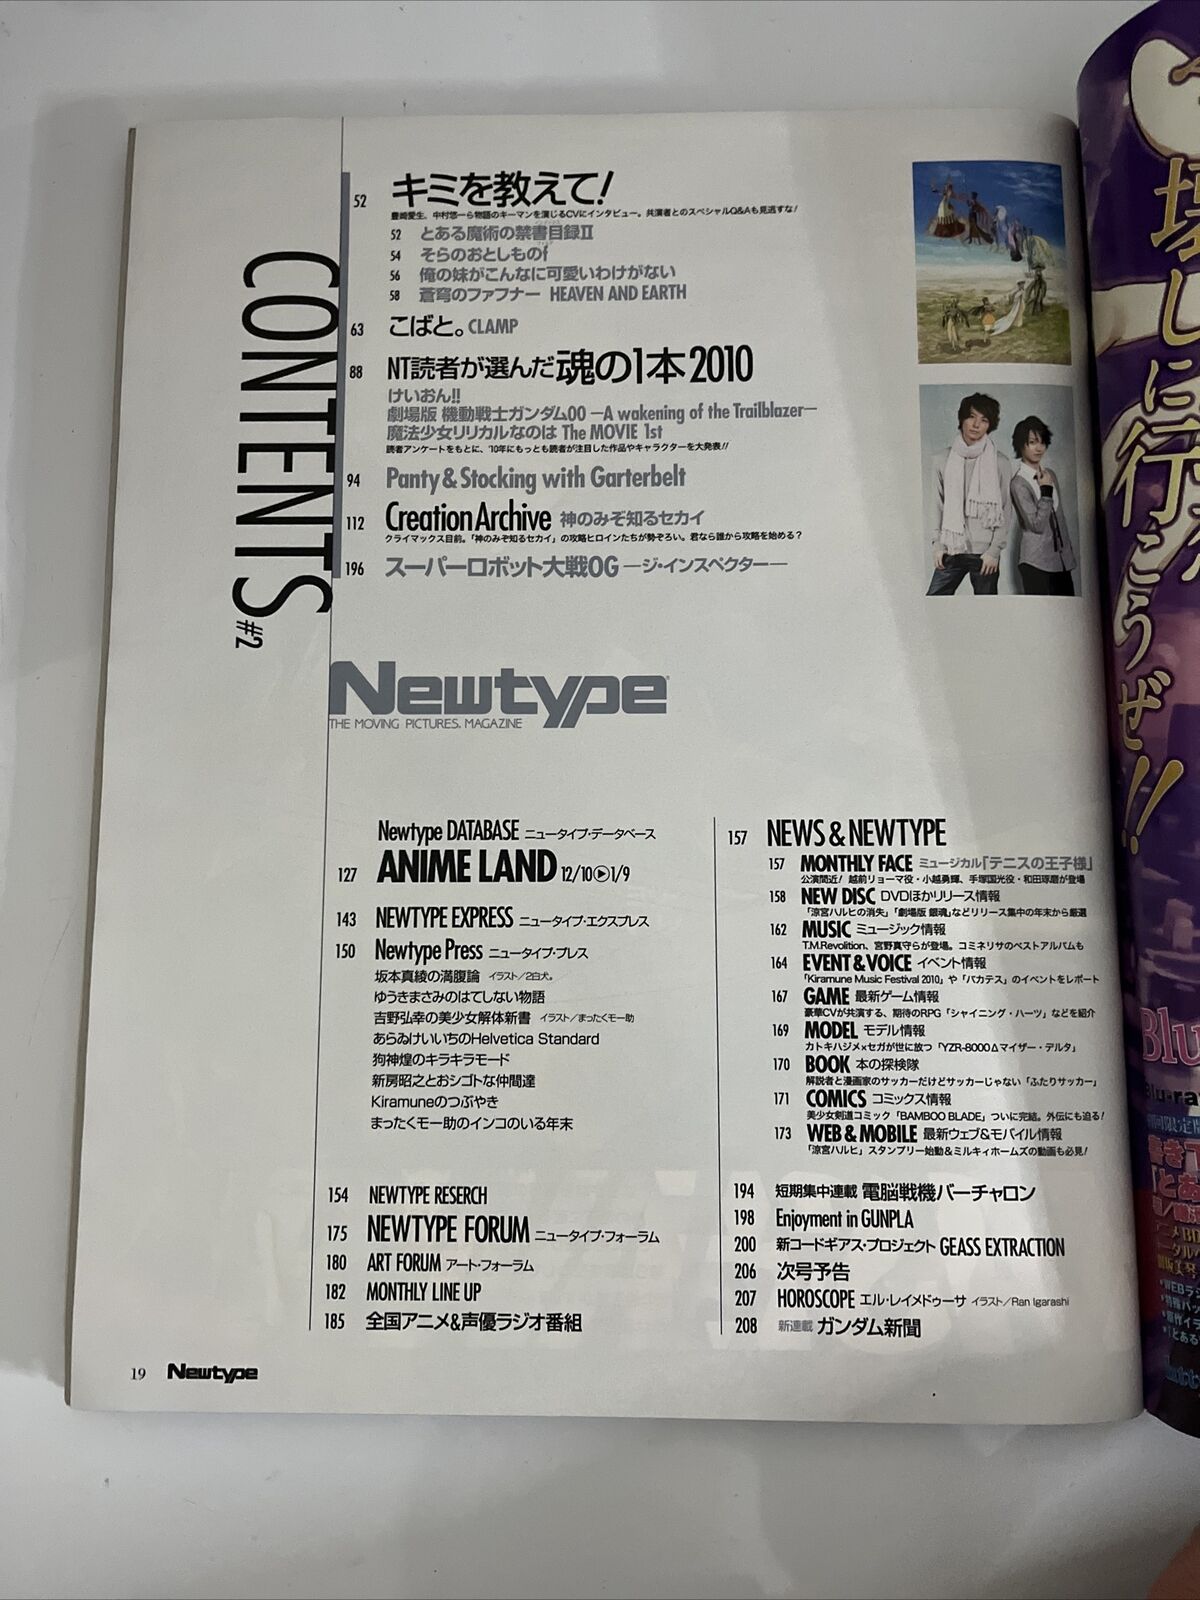 CONTENTS #2
52 キミを教えて!
豊崎愛生、中村悠一ら物語のキーマンを演じるCVにインタビュー。共演者とのスペシャルQ&Aも見逃すな!
52 とある魔術の禁書目録II
54 そらのおとしものf
56 俺の妹がこんなに可愛いわけがない
58 蒼穹のファフナー HEAVEN AND EARTH
63 こばと。CLAMP
88 NT読者が選んだ魂の1本2010
けいおん!!
劇場版 機動戦士ガンダム00 —A wakening of the Trailblazer—
魔法少女リリカルなのは The MOVIE 1st
読者アンケートをもとに、'10年にもっとも読者が注目した作品やキャラクターを大発表!!
94 Panty & Stocking with Garterbelt
112 Creation Archive 神のみぞ知るセカイ
クライマックス目前。「神のみぞ知るセカイ」の攻略ヒロインたちが勢ぞろい。君なら誰から攻略を始める?
196 スーパーロボット大戦OG —ジ・インスペクター—
Newtype
THE MOVING PICTURES. MAGAZINE
Newtype DATABASE ニュータイプ・データベース
127 ANIME LAND 12/10▶1/9
143 NEWTYPE EXPRESS ニュータイプ・エクスプレス
150 Newtype Press ニュータイプ・プレス
坂本真綾の満腹論 イラスト/2白犬。
ゆうきまさみのはてしない物語
吉野弘幸の美少女解体新書 イラスト/まったくモー助
あらゐけいいちのHelvetica Standard
狗神煌のキラキラモード
新房昭之とおシゴトな仲間達
Kiramuneのつぶやき
まったくモー助のインコのいる年末
154 NEWTYPE RESERCH
175 NEWTYPE FORUM ニュータイプ・フォーラム
180 ART FORUM アート・フォーラム
182 MONTHLY LINE UP
185 全国アニメ&声優ラジオ番組
157 NEWS & NEWTYPE
157 MONTHLY FACE ミュージカル「テニスの王子様」
公演間近! 越前リョーマ役・小越勇輝、手塚国光役・和田琢磨が登場
158 NEW DISC DVDほかリリース情報
「涼宮ハルヒの消失」「劇場版 銀魂」などリリース集中の年末から厳選
162 MUSIC ミュージック情報
T.M.Revolition、宮野真守らが登場。コミネリサのベストアルバムも
164 EVENT & VOICE イベント情報
「Kiramune Music Festival 2010」や「バカテス」のイベントをレポート
167 GAME 最新ゲーム情報
豪華CVが共演する、期待のRPG「シャイニング・ハーツ」などを紹介
169 MODEL モデル情報
カトキハジメ×セガが世に放つ「YZR-8000Δマイザー・デルタ」
170 BOOK 本の探検隊
解説者と漫画家のサッカーだけどサッカーじゃない「ふたりサッカー」
171 COMICS コミックス情報
美少女剣道コミック「BAMBOO BLADE」ついに完結。外伝にも迫る!
173 WEB & MOBILE 最新ウェブ&モバイル情報
「涼宮ハルヒ」スタンプリー始動&ミルキィホームズの動画も必見!
194 短期集中連載 電脳戦機バーチャロン
198 Enjoyment in GUNPLA
200 新コードギアス・プロジェクト GEASS EXTRACTION
206 次号予告
207 HOROSCOPE エル・レイメドゥーサ イラスト/Ran Igarashi
208 新連載 ガンダム新聞
19 Newtype
壊しに行こうぜ!!
Blu